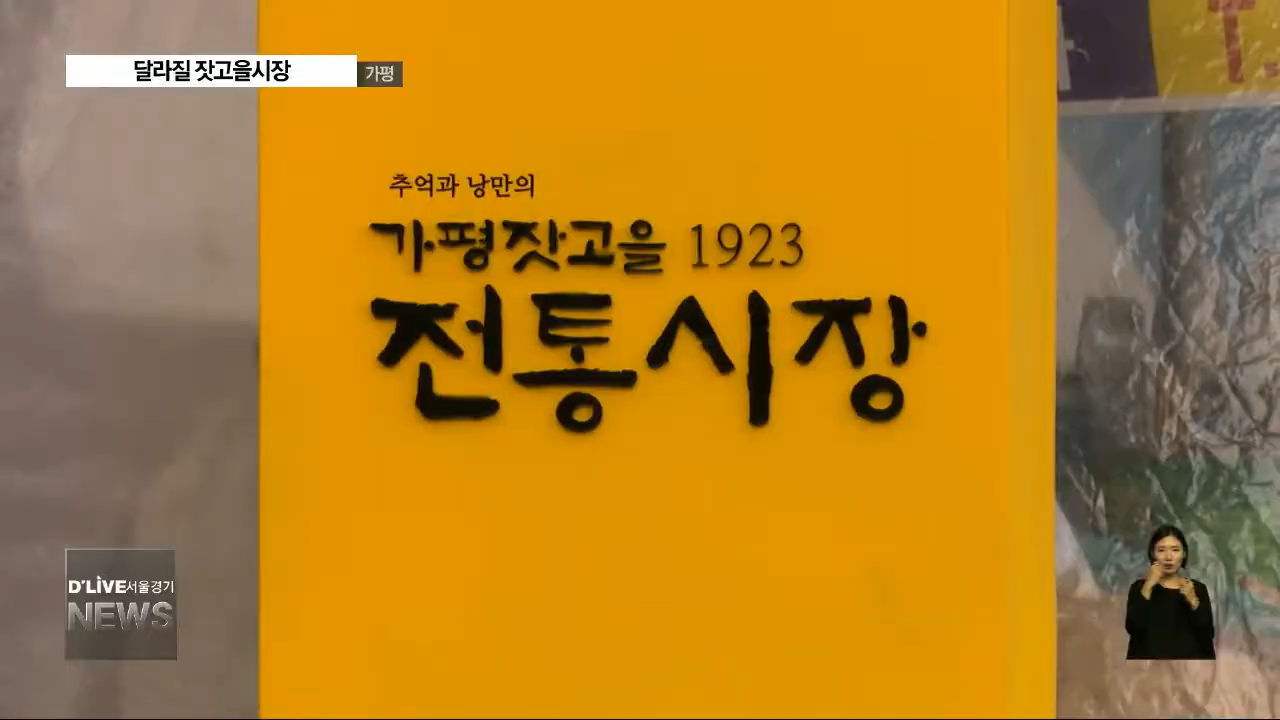 달라질 잣고을시장
가평
추억과 낭만의
가평잣고을 1923
전통시장
D'LIVE서울경기
NEWS